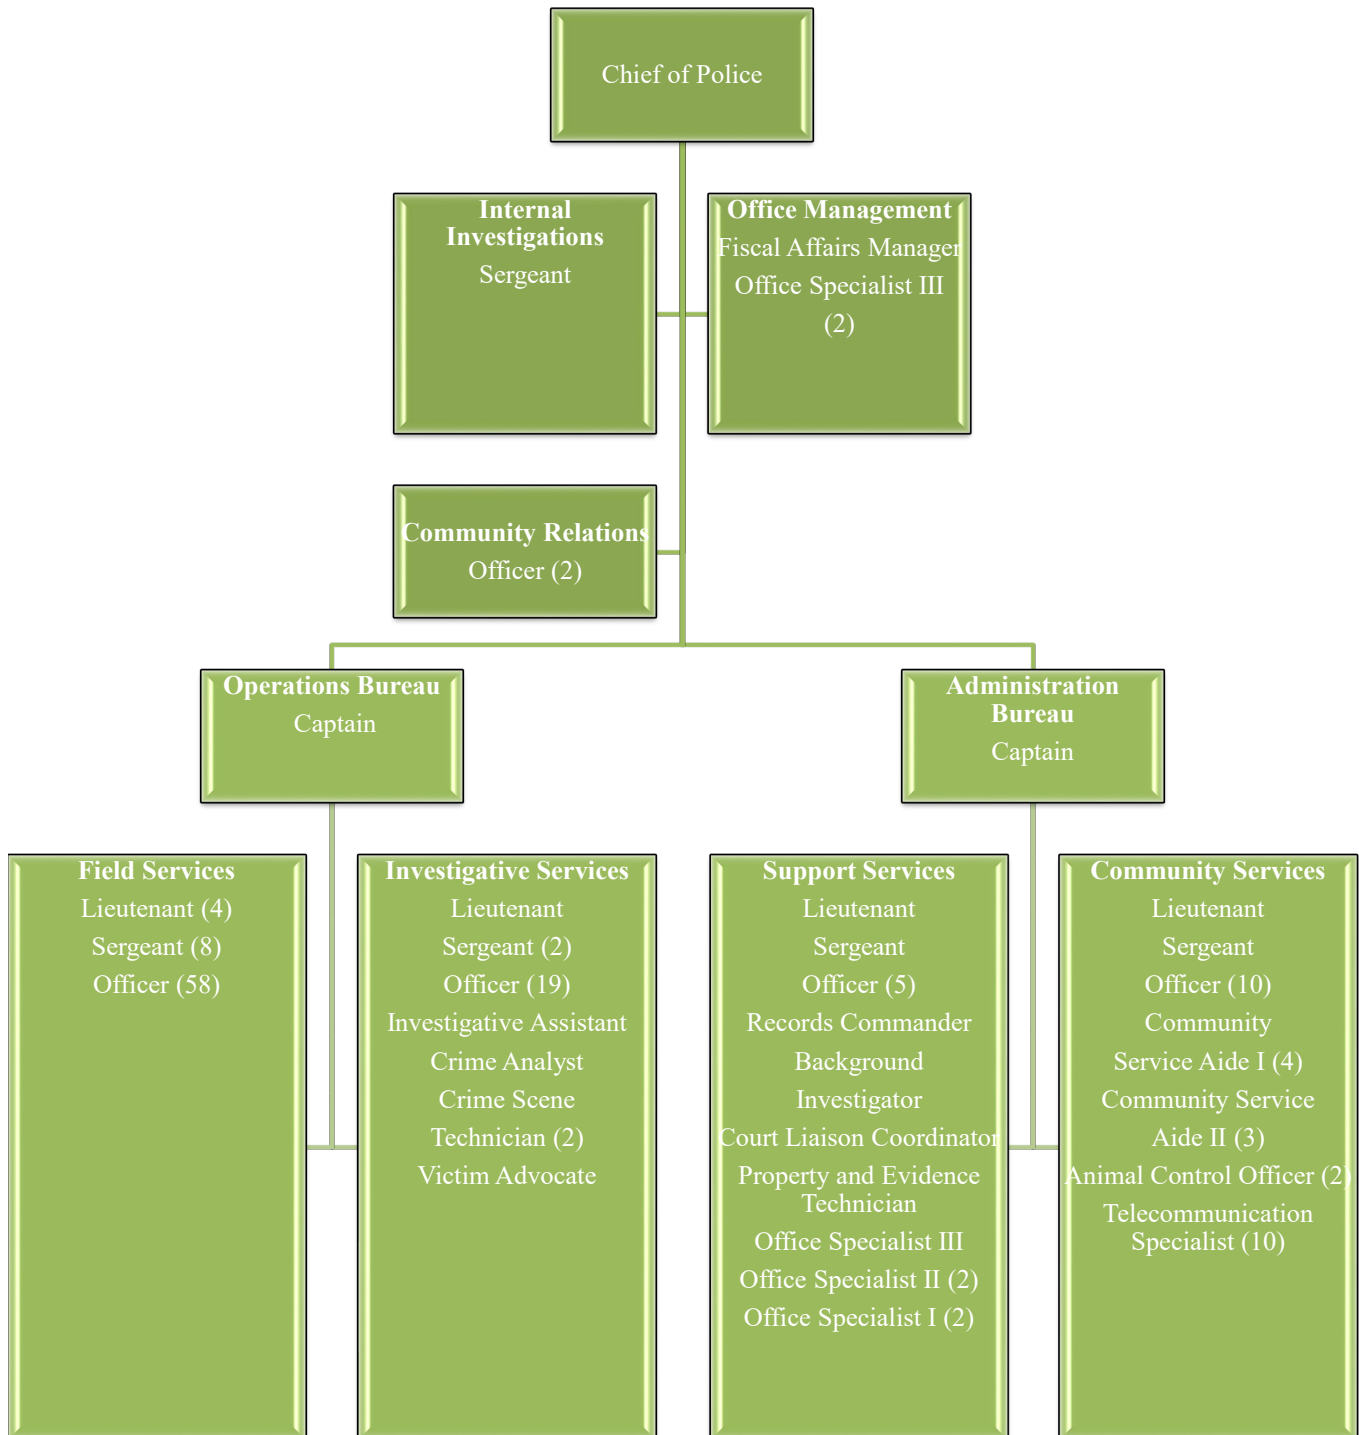 Chief of Police
Internal
Investigations
Sergeant
Office Management
Fiscal Affairs Manager
Office Specialist III
(2)
Community Relations
Officer (2)
Operations Bureau
Captain
Administration
Bureau
Captain
Field Services
Lieutenant (4)
Sergeant (8)
Officer (58)
Investigative Services
Lieutenant
Sergeant (2)
Officer (19)
Investigative Assistant
Crime Analyst
Crime Scene
Technician (2)
Victim Advocate
Support Services
Lieutenant
Sergeant
Officer (5)
Records Commander
Background
Investigator
Court Liaison Coordinator
Property and Evidence
Technician
Office Specialist III
Office Specialist II (2)
Office Specialist I (2)
Community Services
Lieutenant
Sergeant
Officer (10)
Community
Service Aide I (4)
Community Service
Aide II (3)
Animal Control Officer (2)
Telecommunication
Specialist (10)